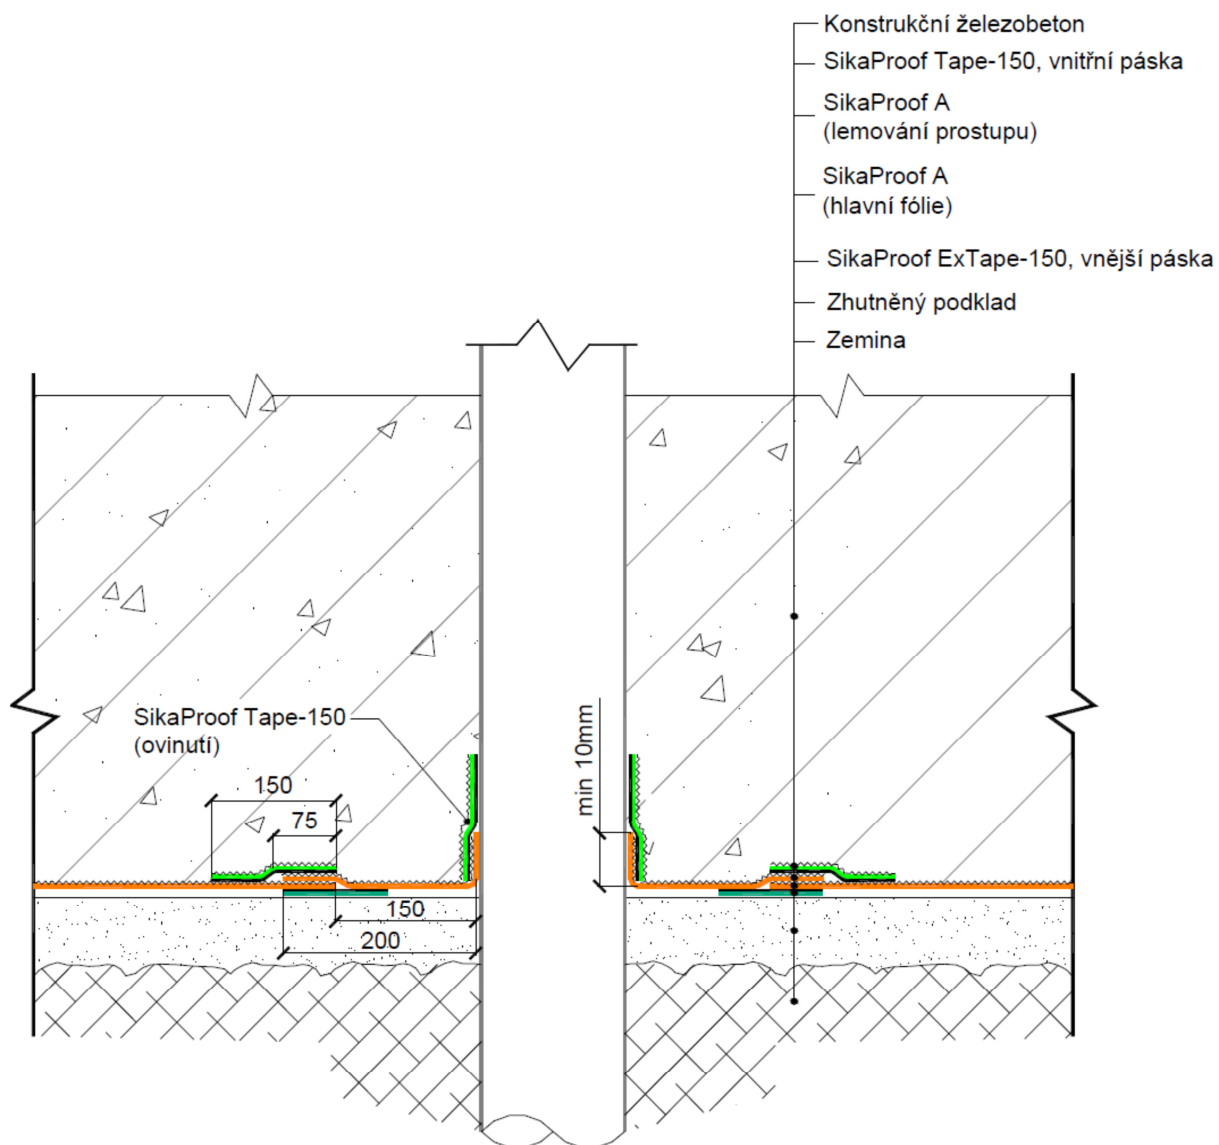 Konstrukční železobeton
SikaProof Tape-150, vnitřní páska
SikaProof A
(lemování prostupu)
SikaProof A
(hlavní fólie)
SikaProof ExTape-150, vnější páska
Zhutněný podklad
Zemina
SikaProof Tape-150
(ovinutí)
min 10mm
150
75
150
200